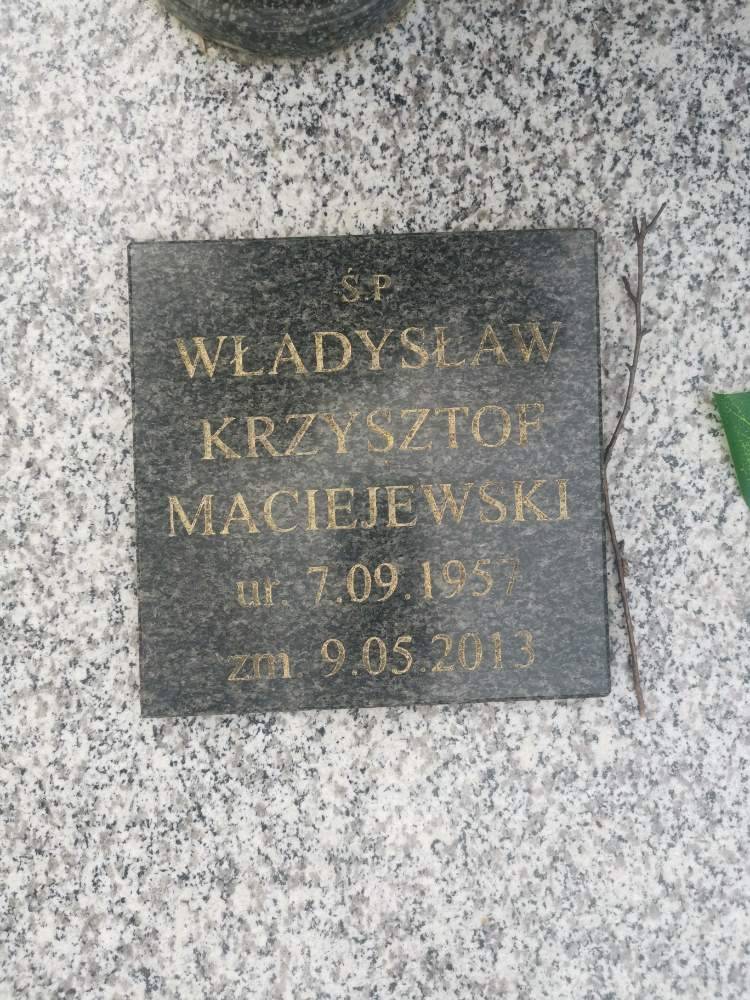 Ś.P
WŁADYSŁAW
KRZYSZTOF
MACIEJEWSKI
ur. 7.09.1957
zm. 9.05.2013